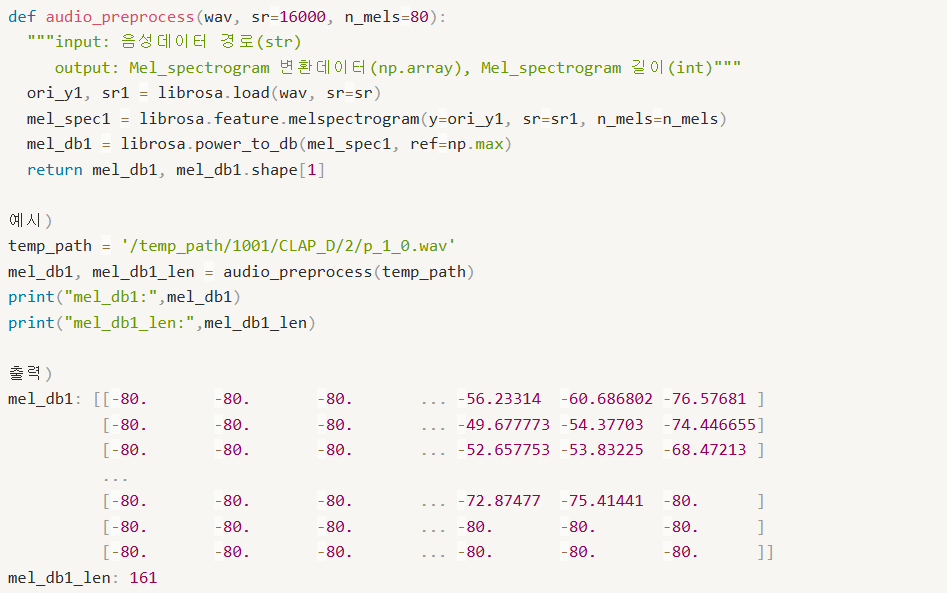 def audio_preprocess(wav, sr=16000, n_mels=80):
  """input: 음성데이터 경로(str)
     output: Mel_spectrogram 변환데이터(np.array), Mel_spectrogram 길이(int)"""
  ori_y1, sr1 = librosa.load(wav, sr=sr)
  mel_spec1 = librosa.feature.melspectrogram(y=ori_y1, sr=sr1, n_mels=n_mels)
  mel_db1 = librosa.power_to_db(mel_spec1, ref=np.max)
  return mel_db1, mel_db1.shape[1]

예시)
temp_path = '/temp_path/1001/CLAP_D/2/p_1_0.wav'
mel_db1, mel_db1_len = audio_preprocess(temp_path)
print("mel_db1:",mel_db1)
print("mel_db1_len:",mel_db1_len)

출력)
mel_db1: [[-80.       -80.       -80.       ... -56.23314  -60.686802 -76.57681 ]
          [-80.       -80.       -80.       ... -49.677773 -54.37703  -74.446655]
          [-80.       -80.       -80.       ... -52.657753 -53.83225  -68.47213 ]
          ...
          [-80.       -80.       -80.       ... -72.87477  -75.41441  -80.      ]
          [-80.       -80.       -80.       ... -80.       -80.       -80.      ]
          [-80.       -80.       -80.       ... -80.       -80.       -80.      ]]
mel_db1_len: 161